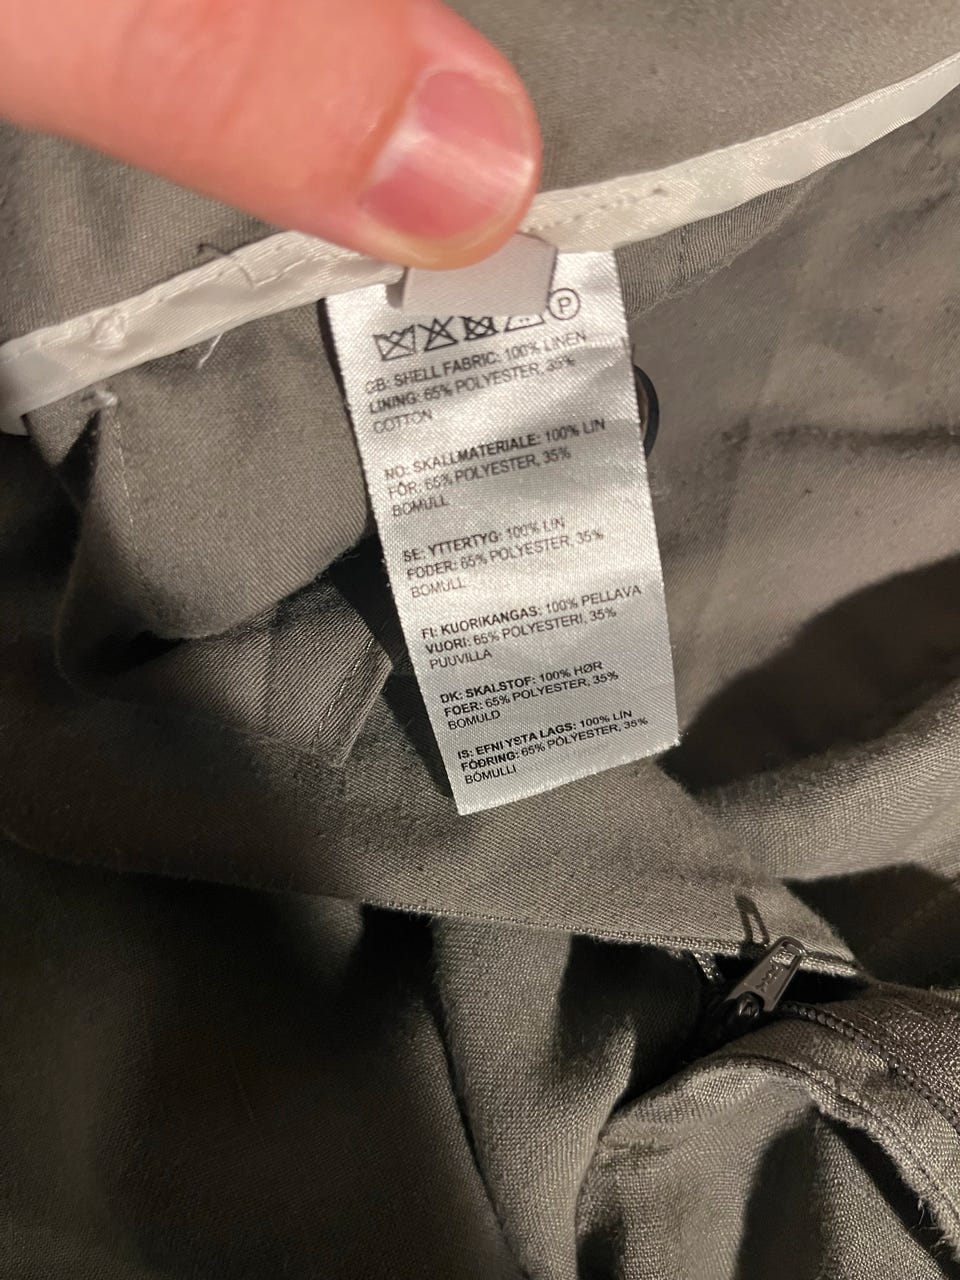 P
GB: SHELL FABRIC: 100% LINEN
LINING: 65% POLYESTER, 35%
COTTON
NO: SKALLMATERIALE: 100% LIN
FÔR: 65% POLYESTER, 35%
BOMULL
SE: YTTERTYG: 100% LIN
FODER: 65% POLYESTER, 35%
BOMULL
FI: KUORIKANGAS: 100% PELLAVA
VUORI: 65% POLYESTERI, 35%
PUUVILLA
DK: SKALSTOF: 100% HØR
FOER: 65% POLYESTER, 35%
BOMULD
IS: EFNI YSTA LAGS: 100% LÍN
FÓÐRING: 65% PÓLÝESTER, 35%
BÓMULLI